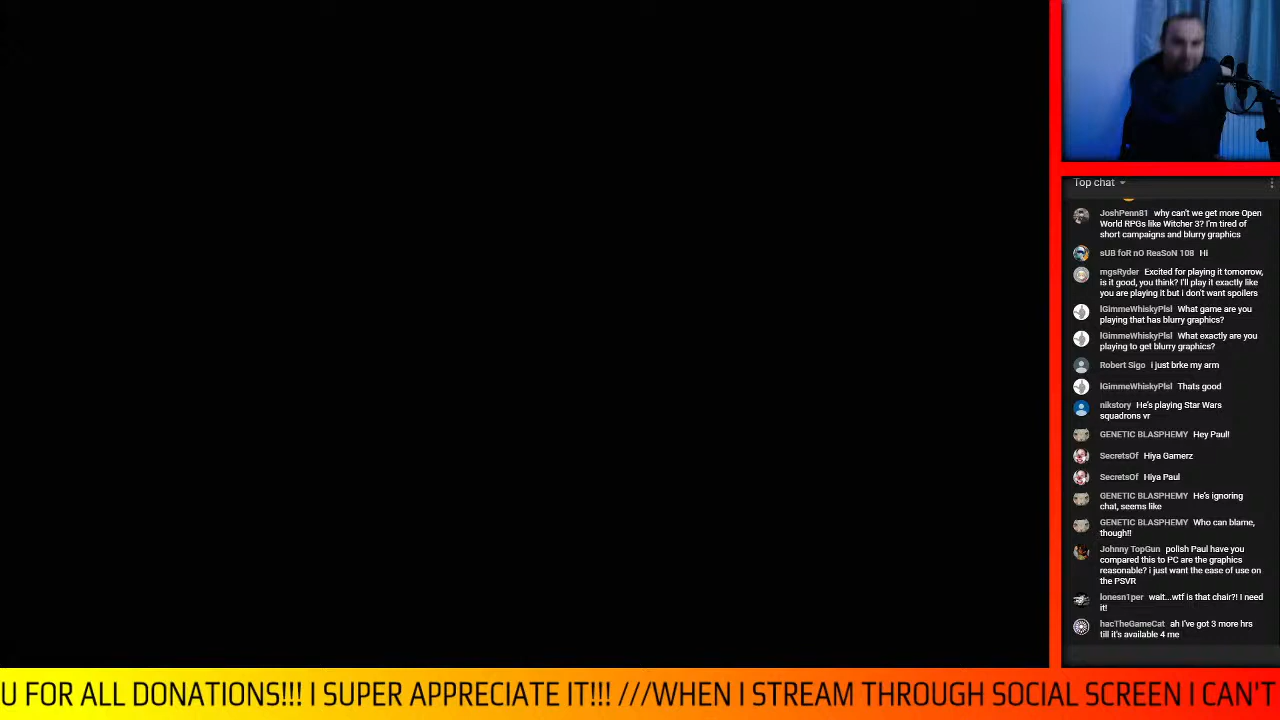 Top chat
JoshPenn81 why can't we get more Open
World RPGs like Witcher 3? I'm tired of
short campaigns and blurry graphics
sUB foR nO ReaSoN 108 Hi
mgsRyder Excited for playing it tomorrow,
is it good, you think? I'll play it exactly like
you are playing it but i don't want spoilers
lGimmeWhiskyPlsl What game are you
playing that has blurry graphics?
lGimmeWhiskyPlsl What exactly are you
playing to get blurry graphics?
Robert Sigo i just brke my arm
lGimmeWhiskyPlsl Thats good
nikstory He's playing Star Wars
squadrons vr
GENETIC BLASPHEMY Hey Paul!
SecretsOf Hiya Gamerz
SecretsOf Hiya Paul
GENETIC BLASPHEMY He's ignoring
chat, seems like
GENETIC BLASPHEMY Who can blame,
though!!
Johnny TopGun polish Paul have you
compared this to PC are the graphics
reasonable? i just want the ease of use on
the PSVR
lonesn1per wait...wtf is that chair?! I need
it!
hacTheGameCat ah I've got 3 more hrs
till it's available 4 me
U FOR ALL DONATIONS!!! I SUPER APPRECIATE IT!!! ///WHEN I STREAM THROUGH SOCIAL SCREEN I CAN'T